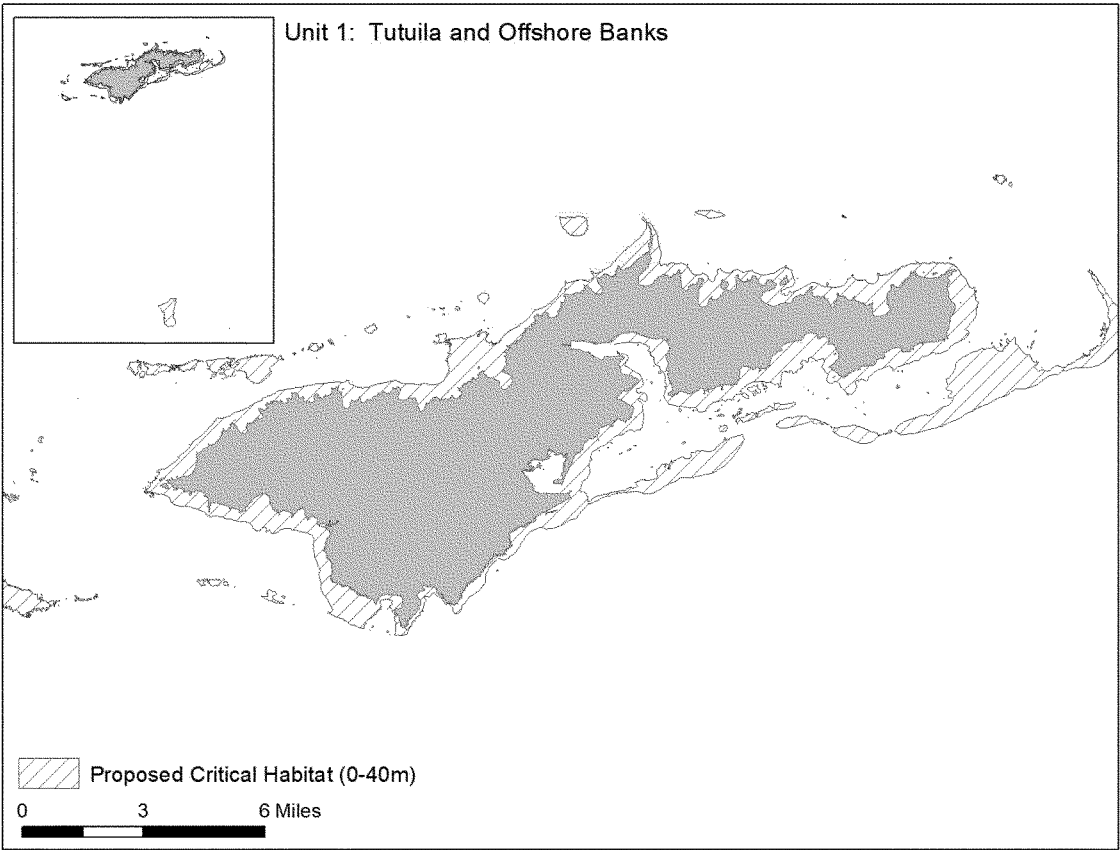 Unit 1: Tutuila and Offshore Banks
Proposed Critical Habitat (0-40m)
0 3 6 Miles